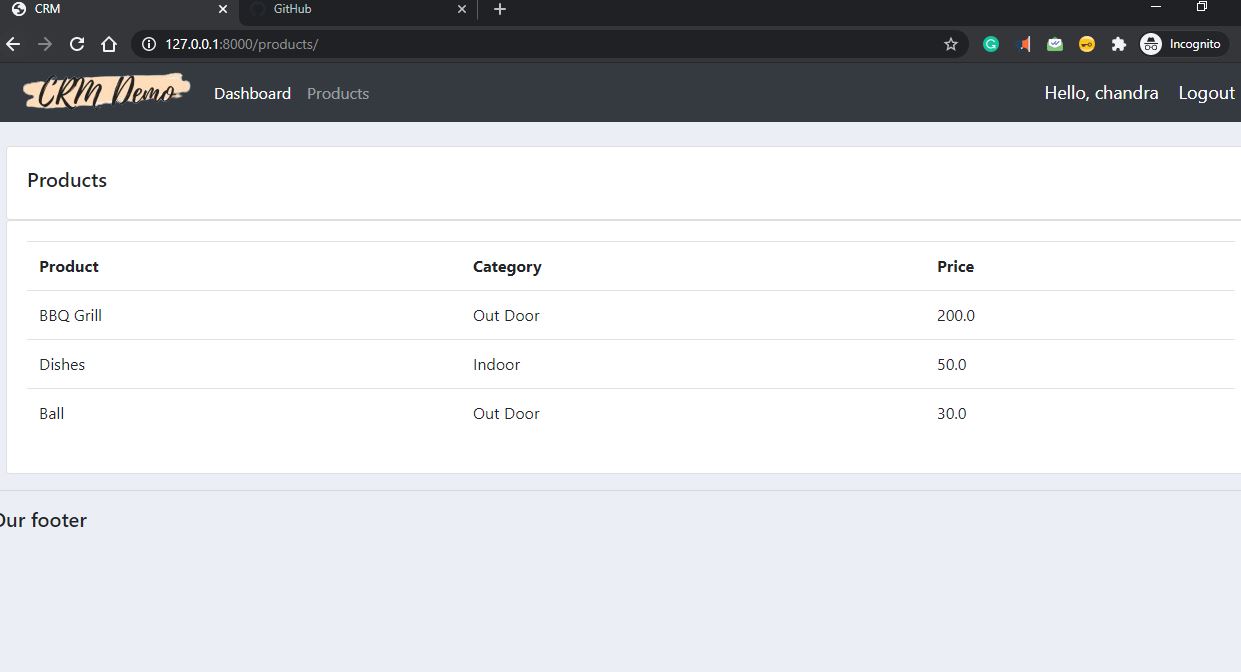 CRM
GitHub
127.0.0.1:8000/products/
Incognito
CRM Demo
Dashboard
Products
Hello, chandra
Logout
Products
Product Category Price
BBQ Grill Out Door 200.0
Dishes Indoor 50.0
Ball Out Door 30.0
Our footer